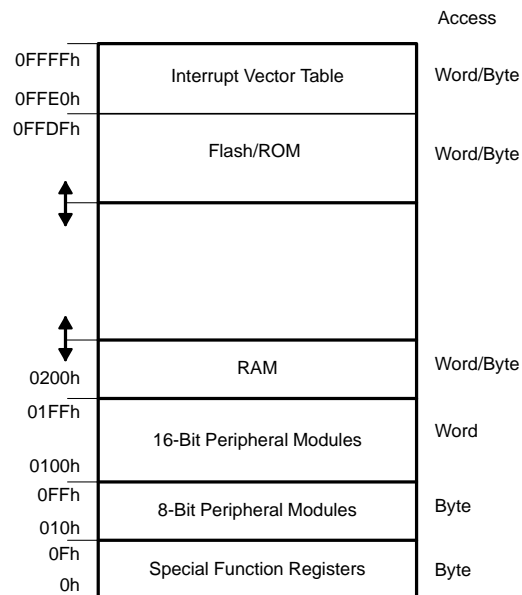 Access
0FFFFh
Interrupt Vector Table
Word/Byte
0FFE0h
0FFDFh
Flash/ROM
Word/Byte
RAM
Word/Byte
0200h
01FFh
16-Bit Peripheral Modules
Word
0100h
0FFh
8-Bit Peripheral Modules
Byte
010h
0Fh
Special Function Registers
Byte
0h